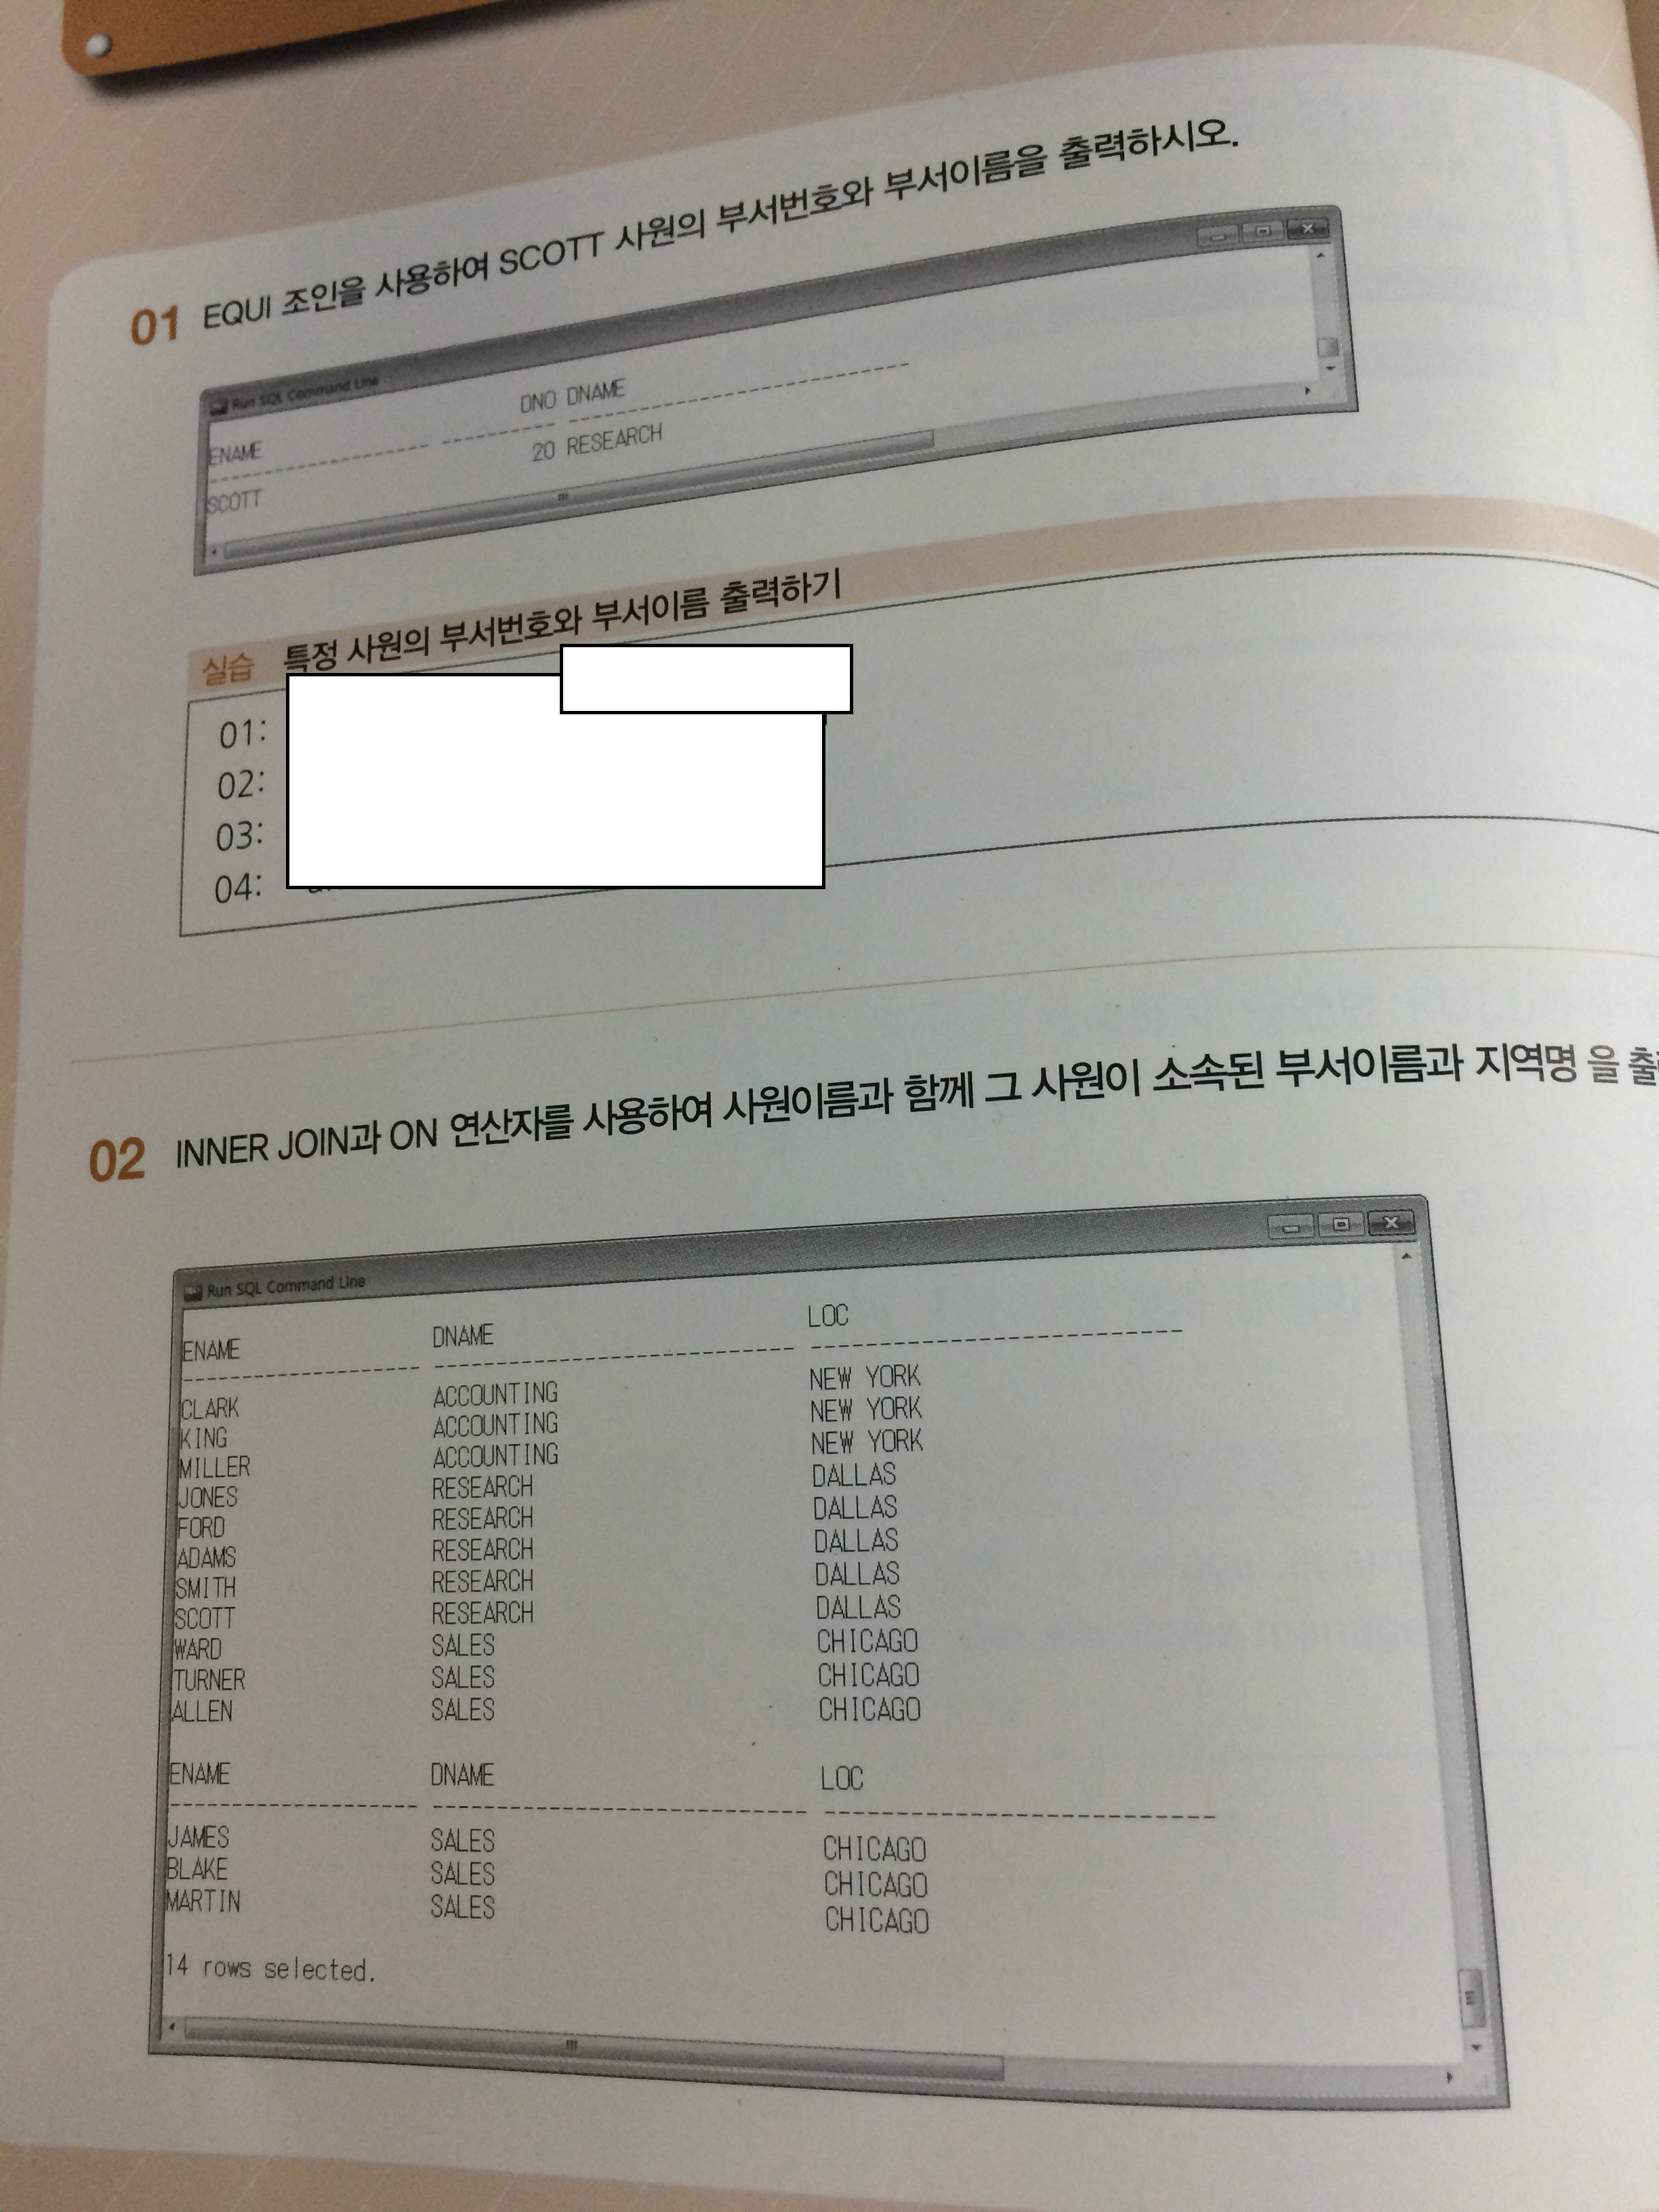 01 EQUI 조인을 사용하여 SCOTT 사원의 부서번호와 부서이름을 출력하시오.
Run SQL Command Line
ENAME DNO DNAME
SCOTT 20 RESEARCH
실습 특정 사원의 부서번호와 부서이름 출력하기
01:
02:
03:
04:
02 INNER JOIN과 ON 연산자를 사용하여 사원이름과 함께 그 사원이 소속된 부서이름과 지역명 을
Run SQL Command Line
ENAME DNAME LOC
CLARK ACCOUNTING NEW YORK
KING ACCOUNTING NEW YORK
MILLER ACCOUNTING NEW YORK
JONES RESEARCH DALLAS
FORD RESEARCH DALLAS
ADAMS RESEARCH DALLAS
SMITH RESEARCH DALLAS
SCOTT RESEARCH DALLAS
WARD SALES CHICAGO
TURNER SALES CHICAGO
ALLEN SALES CHICAGO
ENAME DNAME LOC
JAMES SALES CHICAGO
BLAKE SALES CHICAGO
MARTIN SALES CHICAGO
14 rows selected.